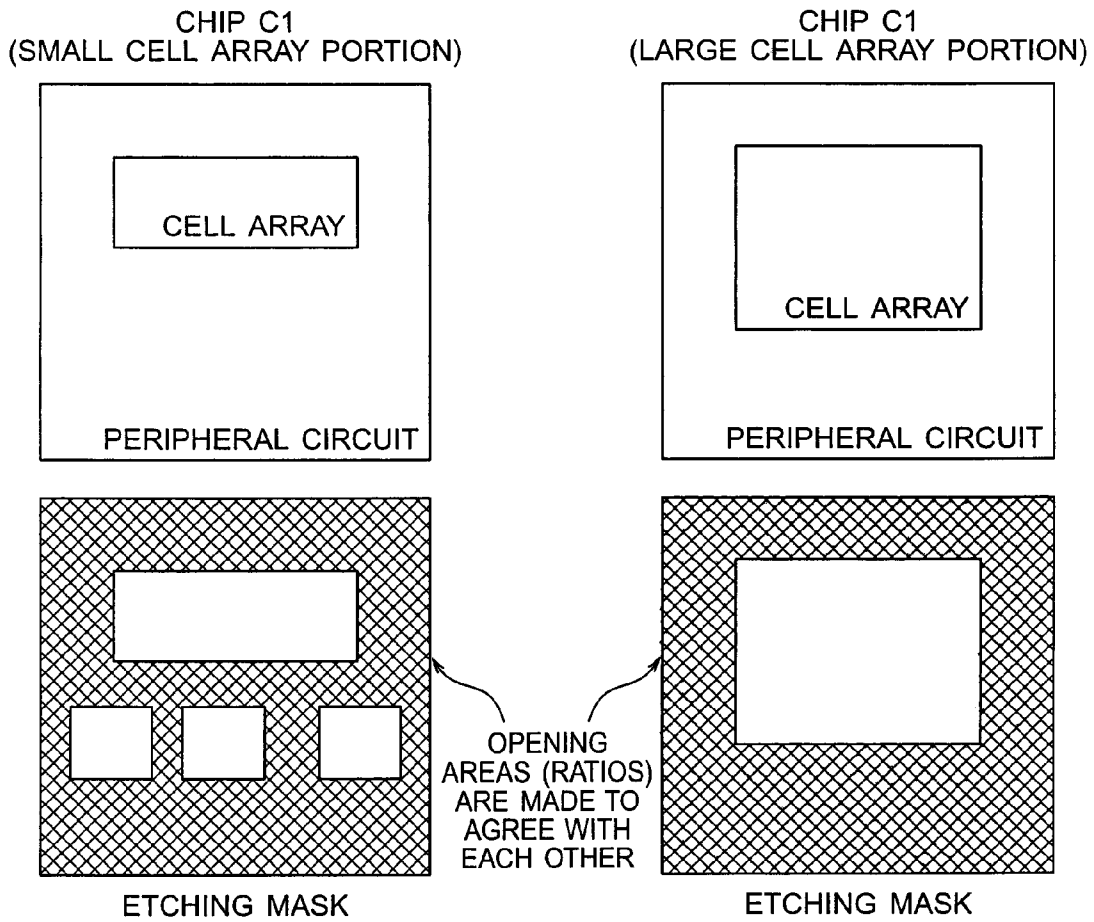 CHIP C1
(SMALL CELL ARRAY PORTION)
CELL ARRAY
PERIPHERAL CIRCUIT
ETCHING MASK
CHIP C1
(LARGE CELL ARRAY PORTION)
CELL ARRAY
PERIPHERAL CIRCUIT
ETCHING MASK
OPENING
AREAS (RATIOS)
ARE MADE TO
AGREE WITH
EACH OTHER